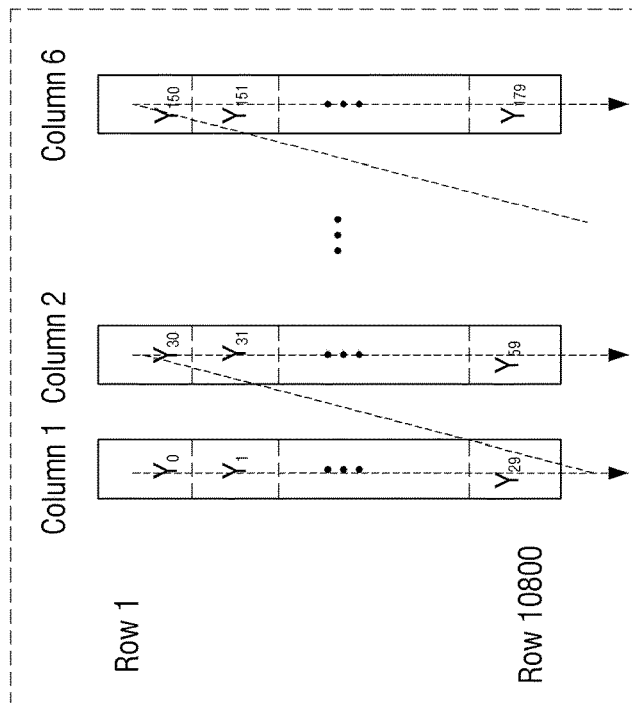 Column 1 Column 2 Column 6
Row 1
Y0 Y30 Y150
Y1 Y31 Y151
Y29 Y59 Y179
Row 10800